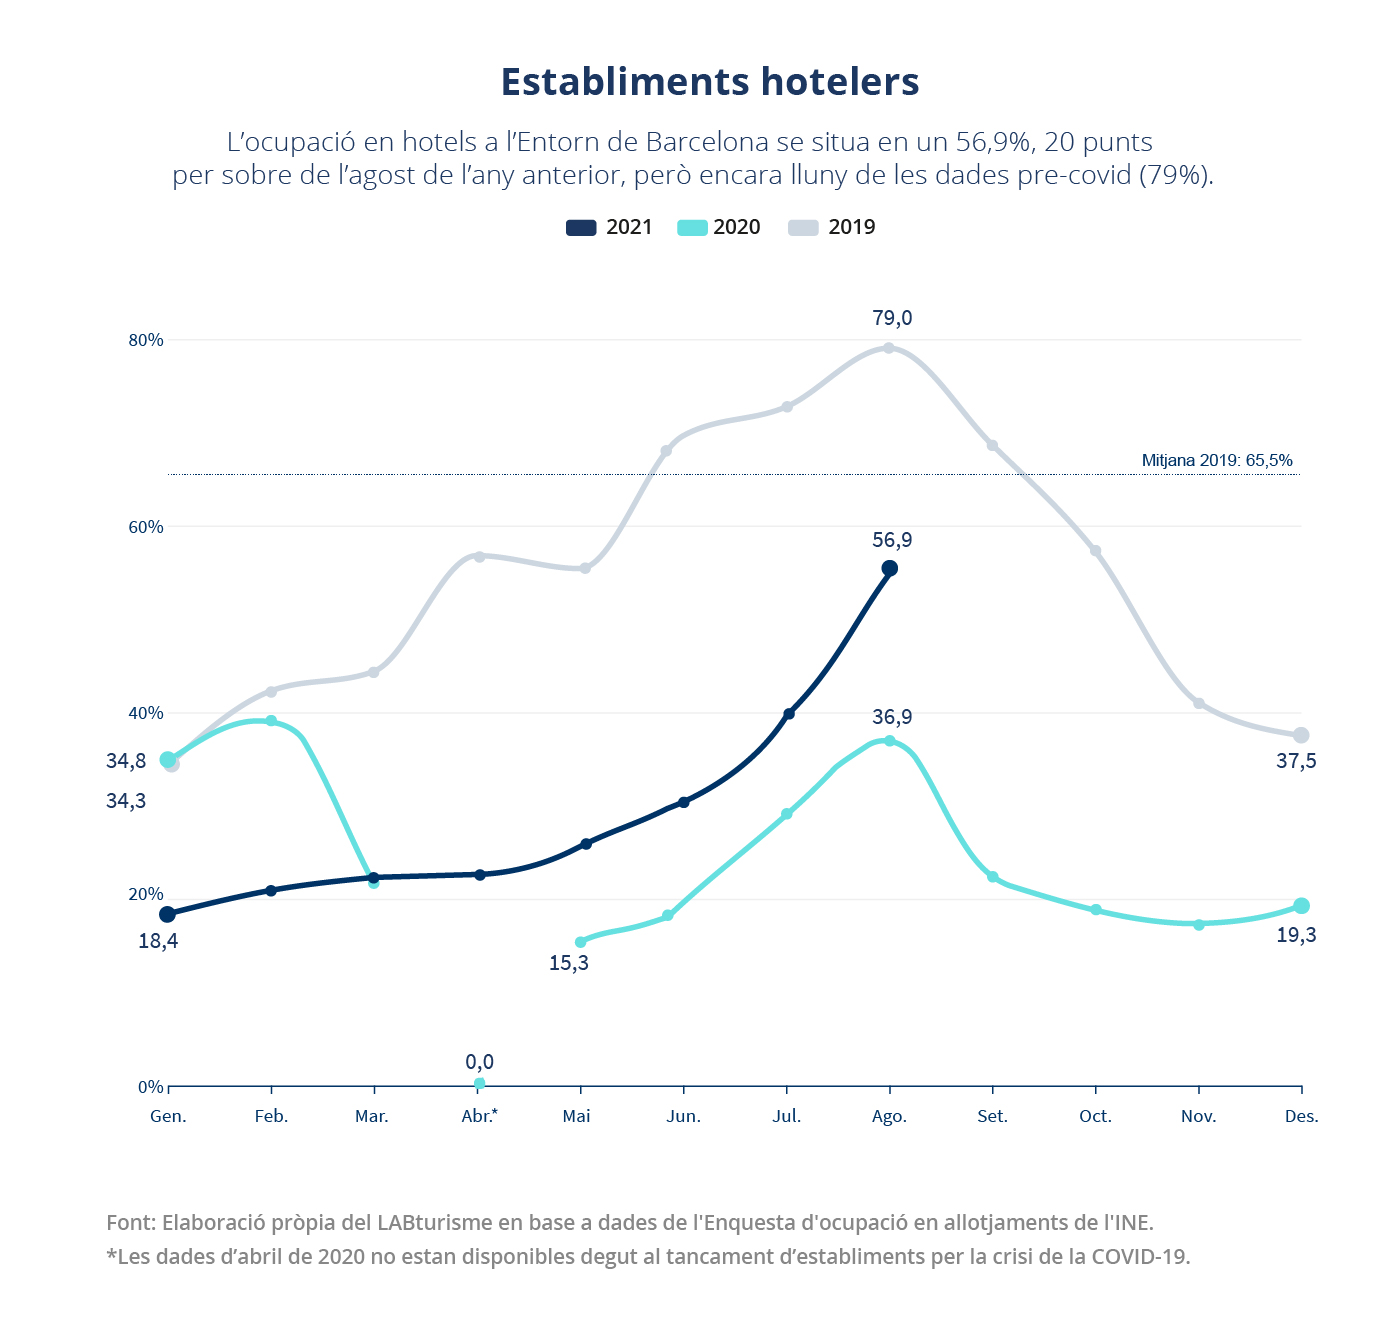 Establiments hotelers
L’ocupació en hotels a l’Entorn de Barcelona se situa en un 56,9%, 20 punts
per sobre de l’agost de l’any anterior, però encara lluny de les dades pre-covid (79%).
2021 2020 2019
79,0
80%
Mitjana 2019: 65,5%
60%
56,9
40%
36,9
34,8
37,5
34,3
20%
18,4
19,3
15,3
0,0
0%
Gen. Feb. Mar. Abr.* Mai Jun. Jul. Ago. Set. Oct. Nov. Des.
Font: Elaboració pròpia del LABturisme en base a dades de l'Enquesta d'ocupació en allotjaments de l'INE.
*Les dades d’abril de 2020 no estan disponibles degut al tancament d’establiments per la crisi de la COVID-19.